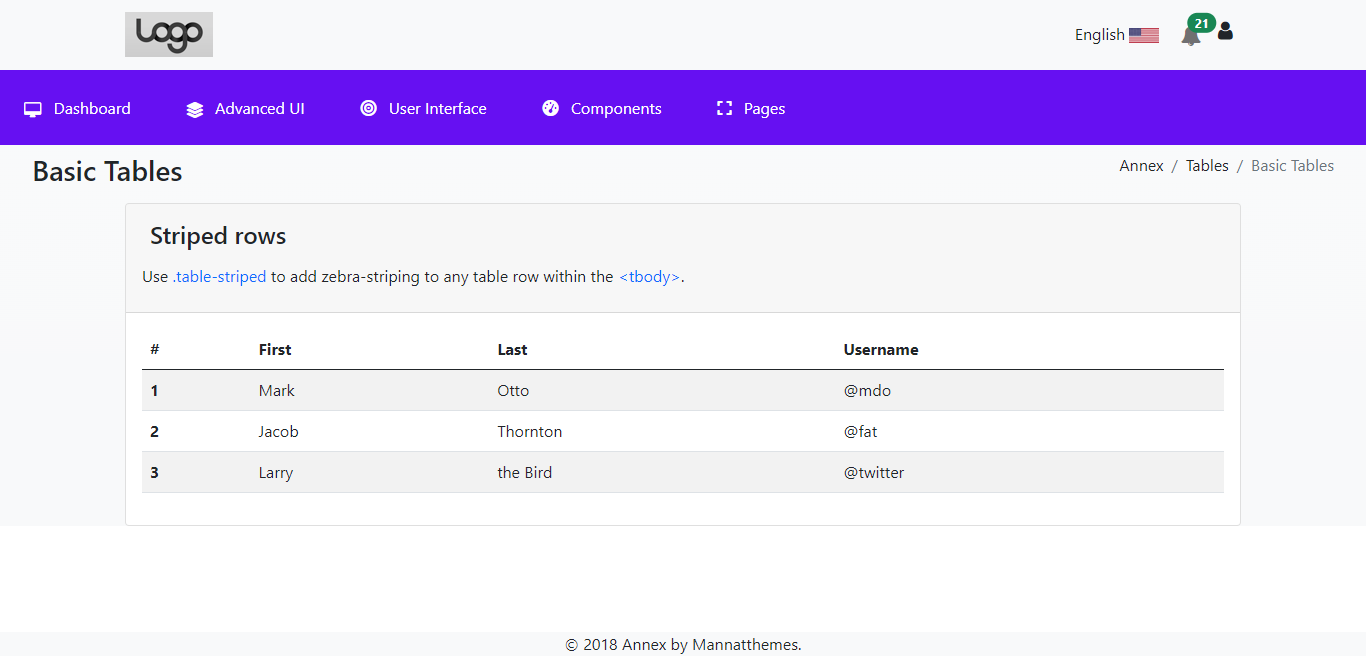 Logo
English
21
Dashboard Advanced UI User Interface Components Pages
Basic Tables
Annex / Tables / Basic Tables
Striped rows
Use .table-striped to add zebra-striping to any table row within the <tbody>.
# First Last Username
1 Mark Otto @mdo
2 Jacob Thornton @fat
3 Larry the Bird @twitter
© 2018 Annex by Mannatthemes.